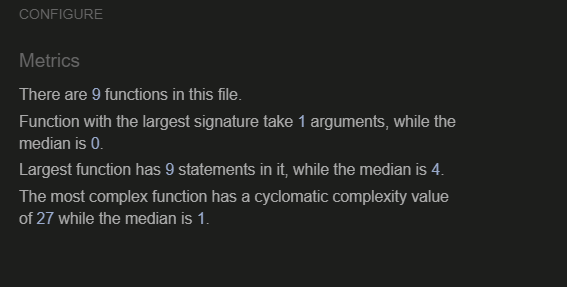 CONFIGURE
Metrics
There are 9 functions in this file.
Function with the largest signature take 1 arguments, while the
median is 0.
Largest function has 9 statements in it, while the median is 4.
The most complex function has a cyclomatic complexity value
of 27 while the median is 1.